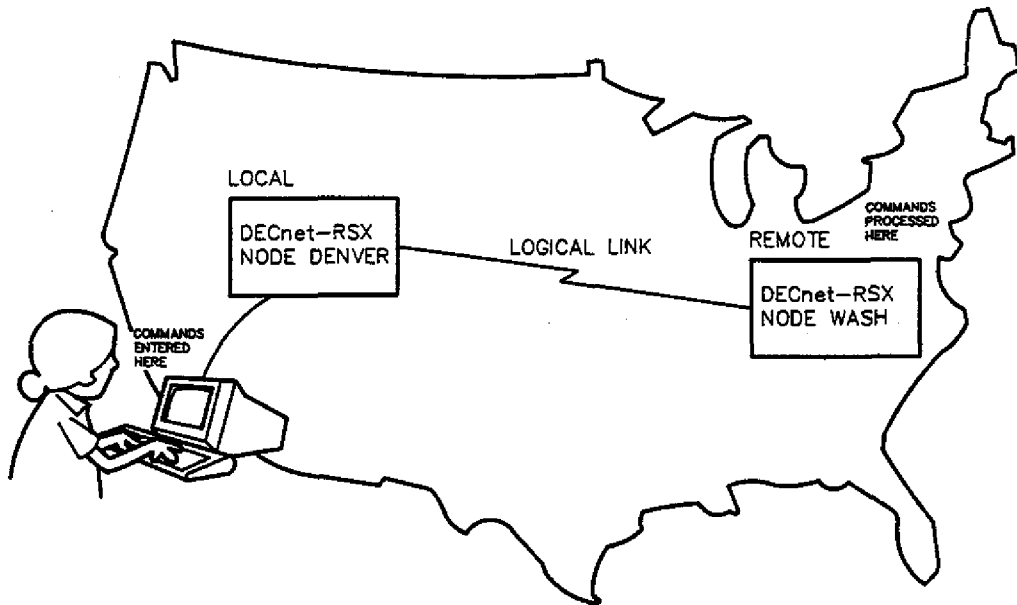 LOCAL
DECnet-RSX
NODE DENVER
LOGICAL LINK
COMMANDS
PROCESSED
HERE
REMOTE
DECnet-RSX
NODE WASH
COMMANDS
ENTERED
HERE